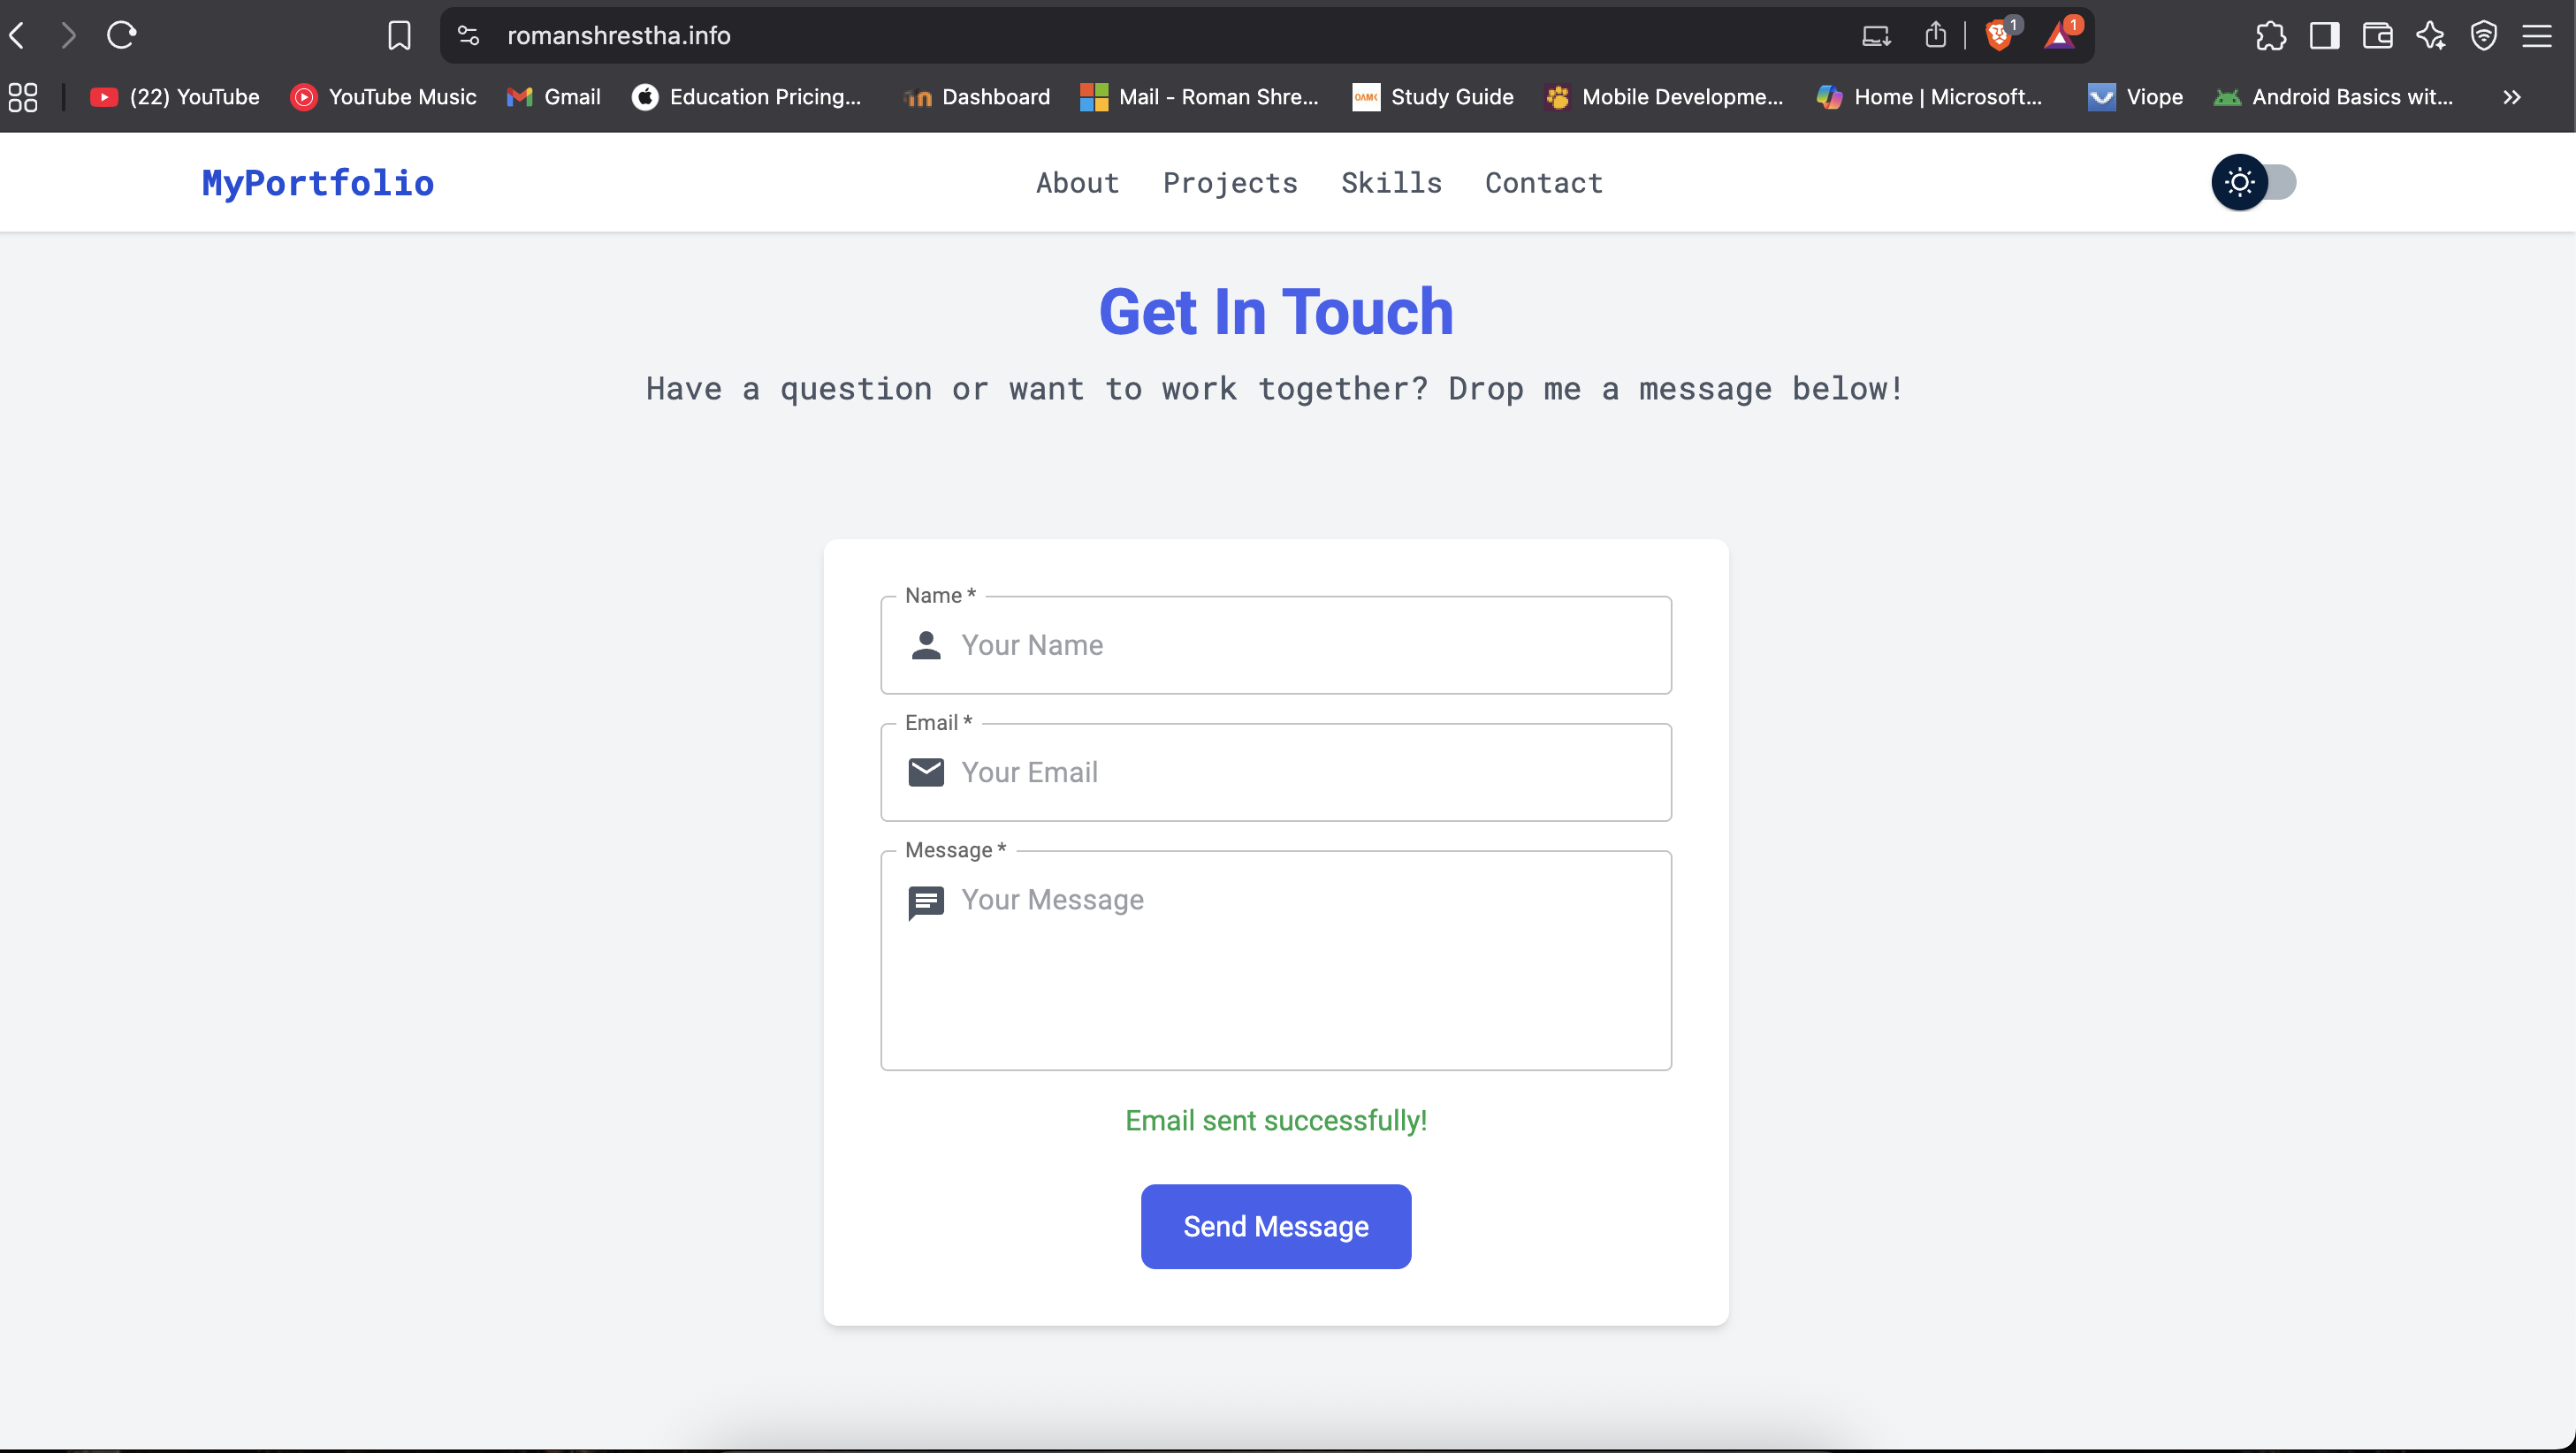 romanshrestha.info
1
1
(22) YouTube
YouTube Music
Gmail
Education Pricing...
Dashboard
Mail - Roman Shre...
OAMK
Study Guide
Mobile Developme...
Home | Microsoft...
Viope
Android Basics wit...
MyPortfolio
About
Projects
Skills
Contact
Get In Touch
Have a question or want to work together? Drop me a message below!
Name *
Your Name
Email *
Your Email
Message *
Your Message
Email sent successfully!
Send Message